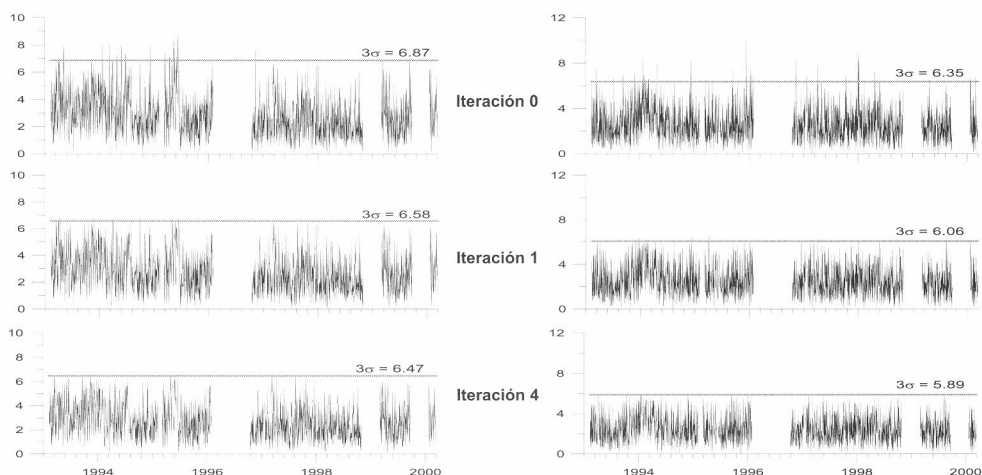 10
8
6
4
2
0
3σ = 6.87
Iteración 0
12
8
4
0
3σ = 6.35
10
8
6
4
2
0
3σ = 6.58
Iteración 1
12
8
4
0
3σ = 6.06
10
8
6
4
2
0
3σ = 6.47
Iteración 4
12
8
4
0
3σ = 5.89
1994 1996 1998 2000
1994 1996 1998 2000